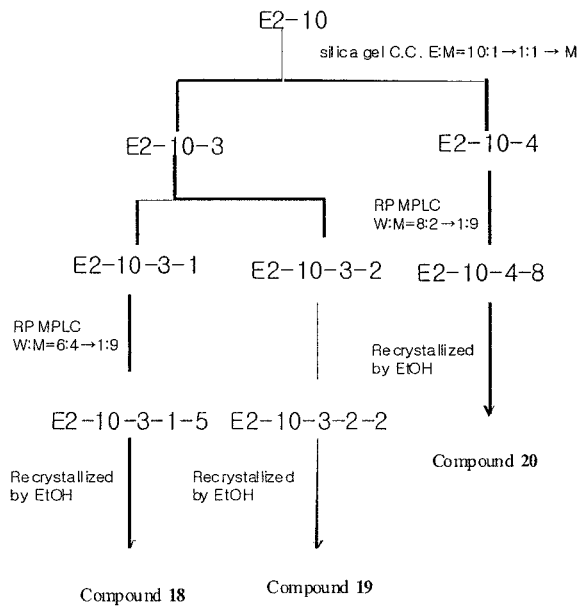 E2-10
silica gel C.C. E:M=10:1→1:1→ M
E2-10-3
E2-10-4
RP MPLC
W:M=8:2→1:9
E2-10-3-1
E2-10-3-2
E2-10-4-8
RP MPLC
W:M=6:4→1:9
Recrystallized
by EtOH
E2-10-3-1-5
E2-10-3-2-2
Compound 20
Recrystallized
by EtOH
Recrystallized
by EtOH
Compound 18
Compound 19